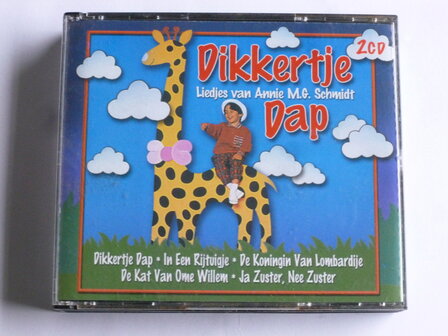 Dikkertje
2CD
Liedjes van Annie M.G. Schmidt
Dap
Dikkertje Dap • In Een Rijtuigje • De Koningin Van Lombardije
De Kat Van Ome Willem • Ja Zuster, Nee Zuster